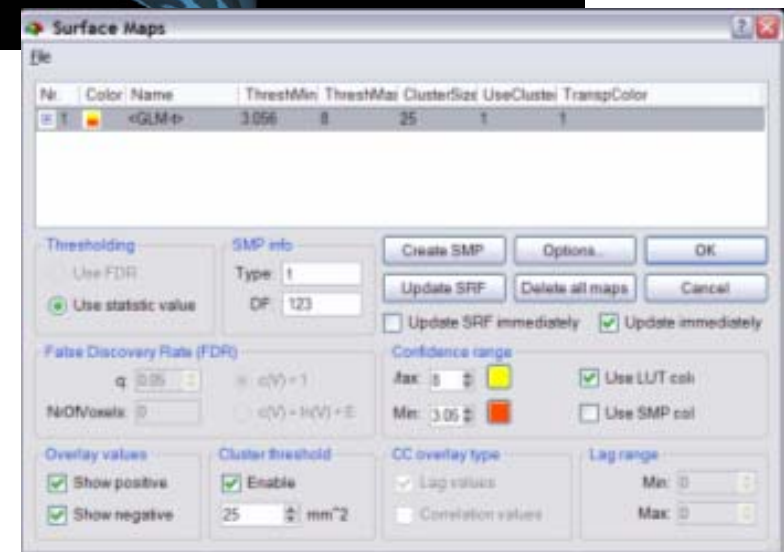 Surface Maps
File
Nr. Color Name ThreshMin ThreshMax ClusterSize UseCluster TranspColor
1 <GLM-t> 3.056 8 25 1 1
Thresholding
Use FDR
Use statistic value
SMP info
Type: 1
DF: 123
Create SMP Options... OK
Update SRF Delete all maps Cancel
Update SRF immediately Update immediately
False Discovery Rate (FDR)
q: 0.05 c(V) = 1
NrOfVoxels: 0
Confidence range
Max: 8 Use LUT col
Min: 3.05 Use SMP col
Overlay values
Show positive
Show negative
Cluster threshold
Enable
25 mm^2
CC overlay type
Lag values
Correlation values
Lag range
Min: 0
Max: 0